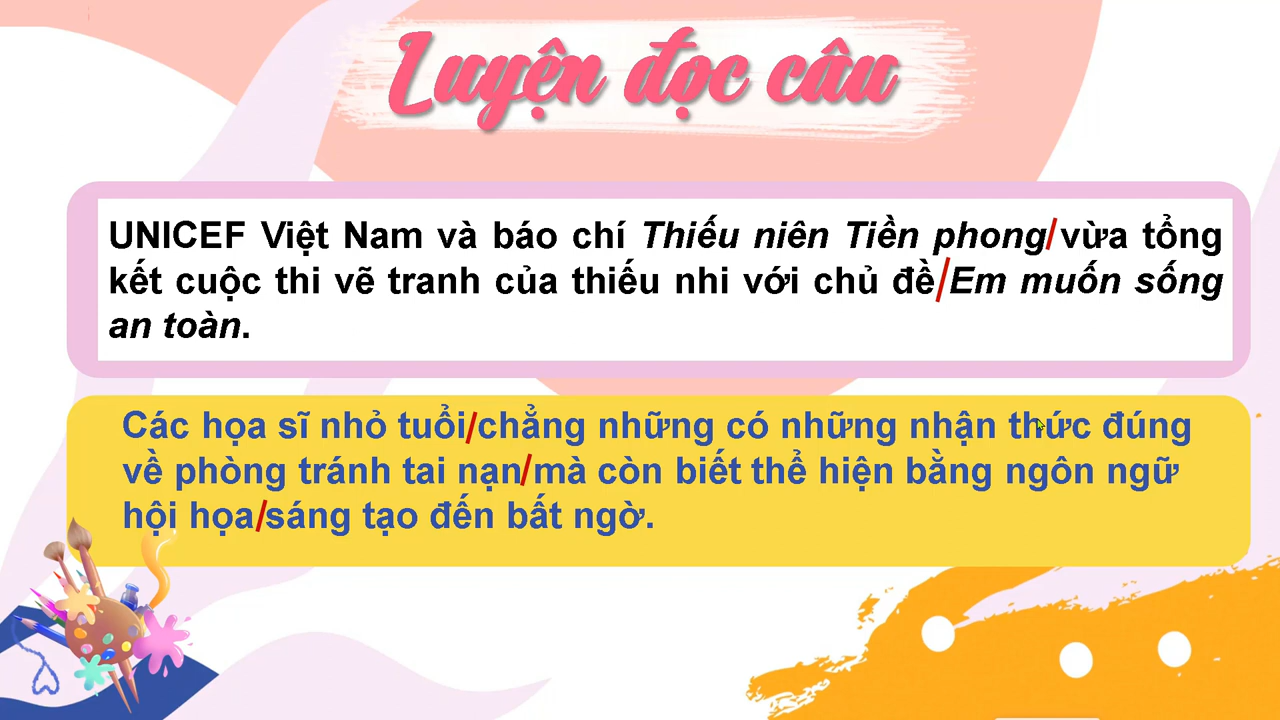 Luyện đọc câu
UNICEF Việt Nam và báo chí Thiếu niên Tiền phong/vừa tổng
kết cuộc thi vẽ tranh của thiếu nhi với chủ đề/Em muốn sống
an toàn.
Các họa sĩ nhỏ tuổi/chẳng những có những nhận thức đúng
về phòng tránh tai nạn/mà còn biết thể hiện bằng ngôn ngữ
hội họa/sáng tạo đến bất ngờ.